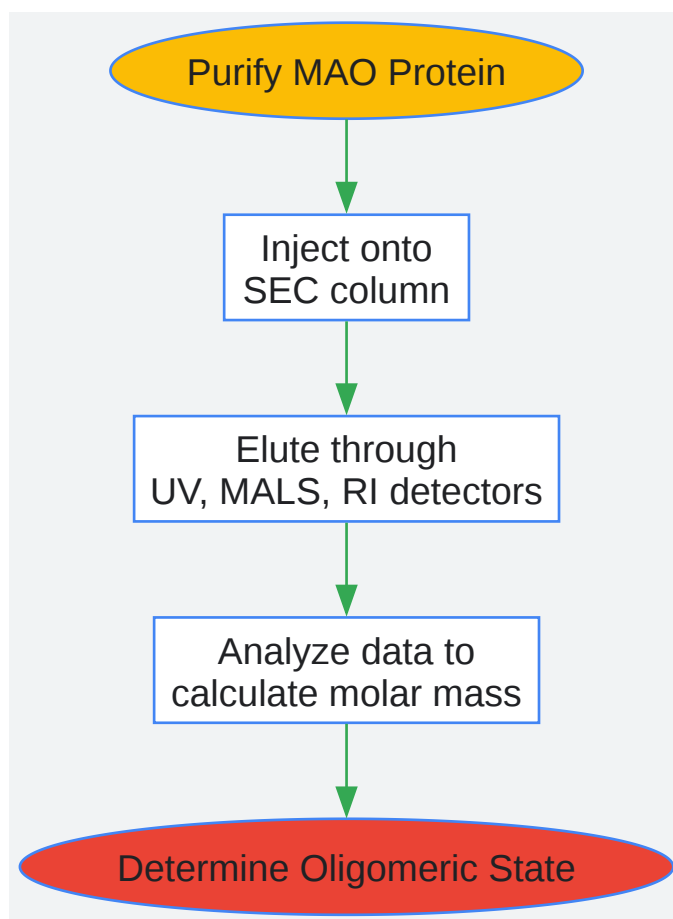 Purify MAO Protein
Inject onto
SEC column
Elute through
UV, MALS, RI detectors
Analyze data to
calculate molar mass
Determine Oligomeric State